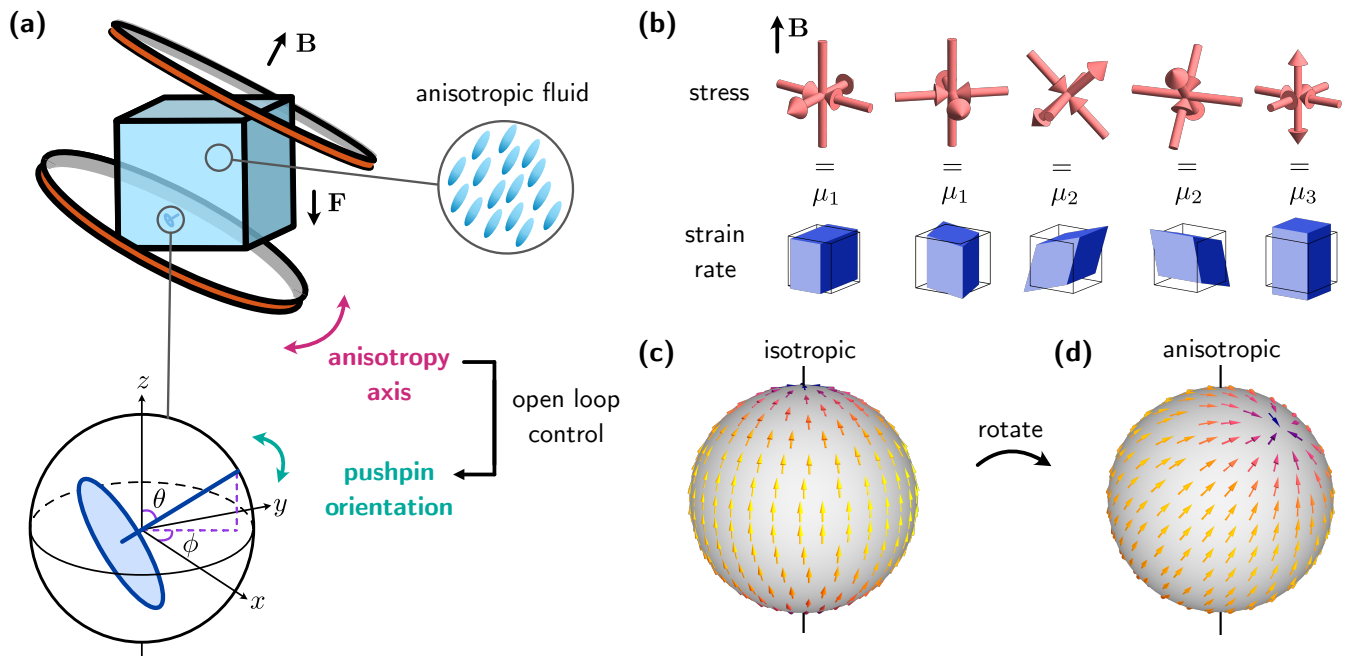 (a)
B
anisotropic fluid
F
anisotropy
axis
open loop
control
pushpin
orientation
z
θ
y
ϕ
x
(b)
B
stress
= = = = =
μ₁ μ₁ μ₂ μ₂ μ₃
strain
rate
(c)
isotropic
rotate
(d)
anisotropic